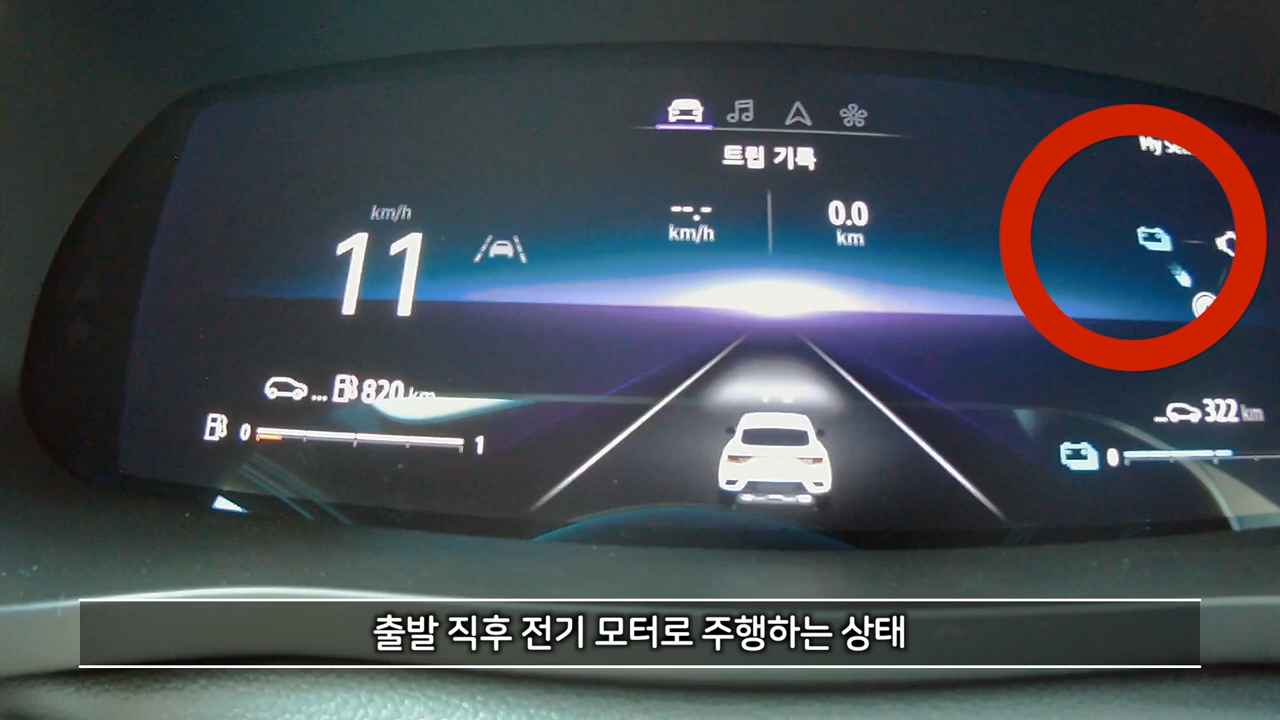 트립 기록
km/h
11
--.-
km/h
0.0
km
... 820 km
0 1
322 km
0
출발 직후 전기 모터로 주행하는 상태